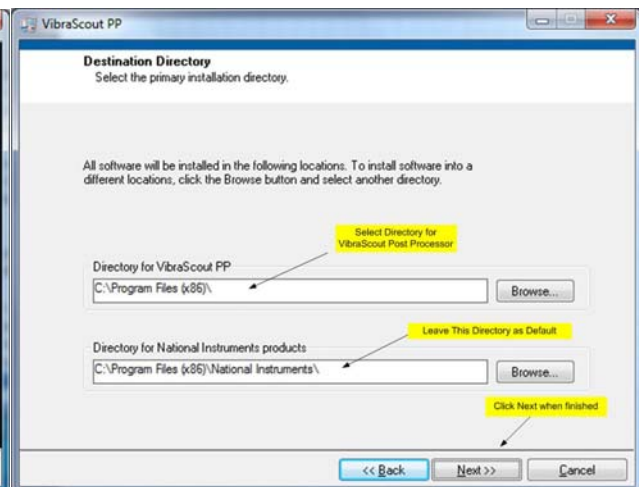 VibraScout PP
Destination Directory
Select the primary installation directory.
All software will be installed in the following locations. To install software into a
different locations, click the Browse button and select another directory.
Select Directory for
VibraScout Post Processor
Directory for VibraScout PP
C:\Program Files (x86)\
Browse...
Leave This Directory as Default
Directory for National Instruments products
C:\Program Files (x86)\National Instruments\
Browse...
Click Next when finished
<< Back
Next >>
Cancel